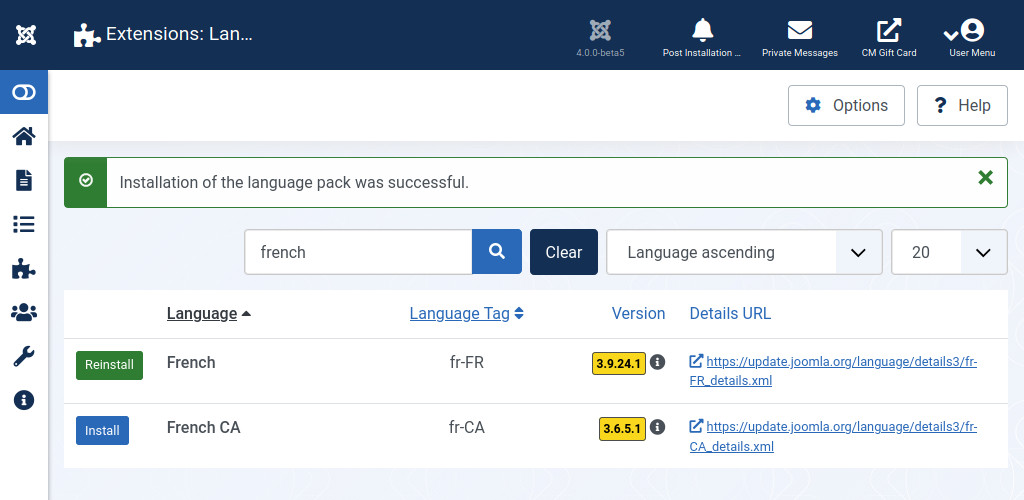 Extensions: Lan…
4.0.0-beta5
Post Installation …
Private Messages
CM Gift Card
User Menu
Options
? Help
Installation of the language pack was successful.
french
Clear
Language ascending
20
Language
Language Tag
Version
Details URL
Reinstall
French
fr-FR
3.9.24.1
https://update.joomla.org/language/details3/fr-
FR_details.xml
Install
French CA
fr-CA
3.6.5.1
https://update.joomla.org/language/details3/fr-
CA_details.xml